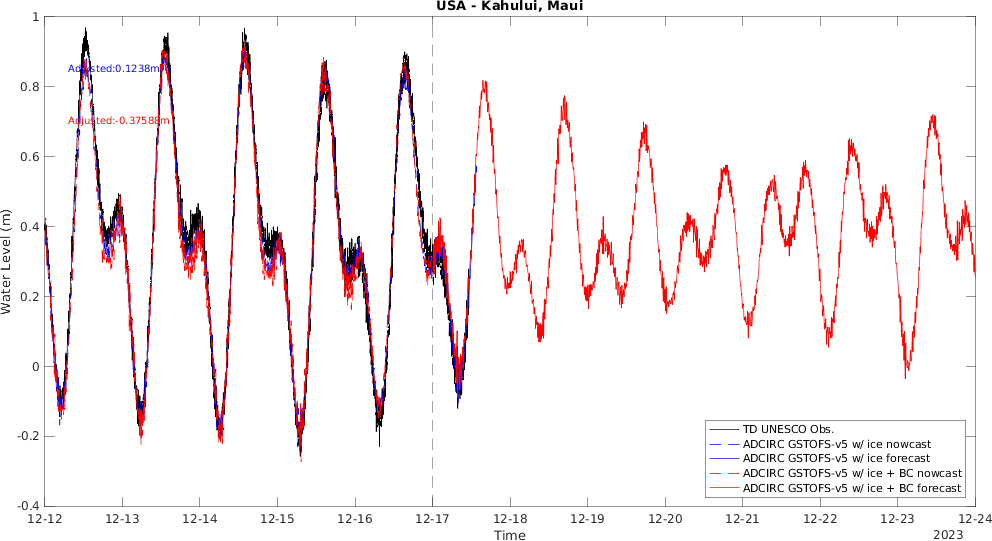 USA - Kahului, Maui
Adjusted:0.1238m
Adjusted:-0.37588m
Water Level (m)
1
0.8
0.6
0.4
0.2
0
-0.2
-0.4
12-12 12-13 12-14 12-15 12-16 12-17 12-18 12-19 12-20 12-21 12-22 12-23 12-24
Time
2023
TD UNESCO Obs.
ADCIRC GSTOFS-v5 w/ ice nowcast
ADCIRC GSTOFS-v5 w/ ice forecast
ADCIRC GSTOFS-v5 w/ ice + BC nowcast
ADCIRC GSTOFS-v5 w/ ice + BC forecast